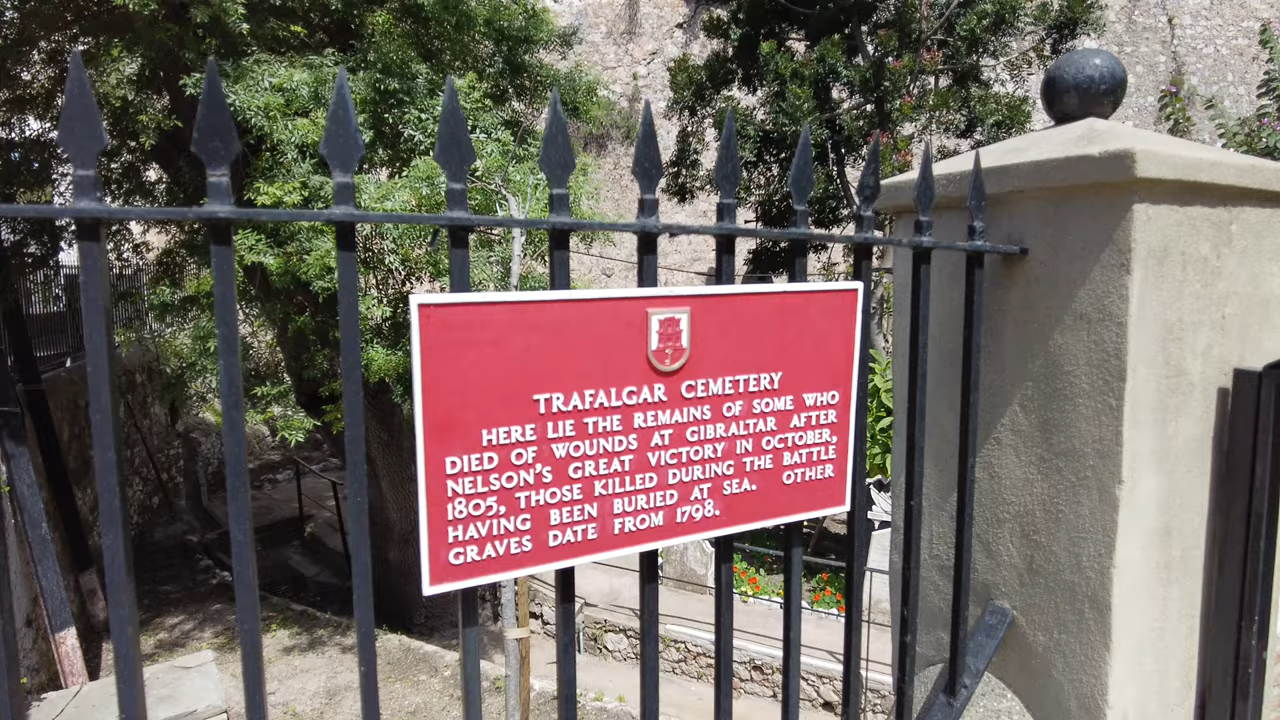 TRAFALGAR CEMETERY
HERE LIE THE REMAINS OF SOME WHO
DIED OF WOUNDS AT GIBRALTAR AFTER
NELSON'S GREAT VICTORY IN OCTOBER,
1805, THOSE KILLED DURING THE BATTLE
HAVING BEEN BURIED AT SEA. OTHER
GRAVES DATE FROM 1798.